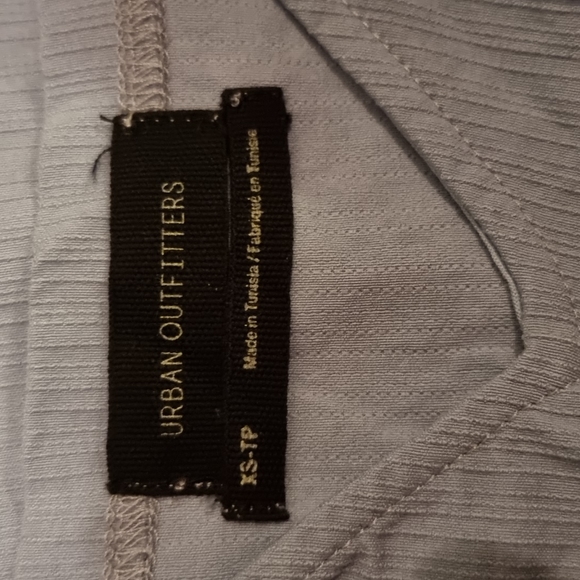 URBAN OUTFITTERS
XS-TP
Made in Tunisia / Fabriqué en Tunisie